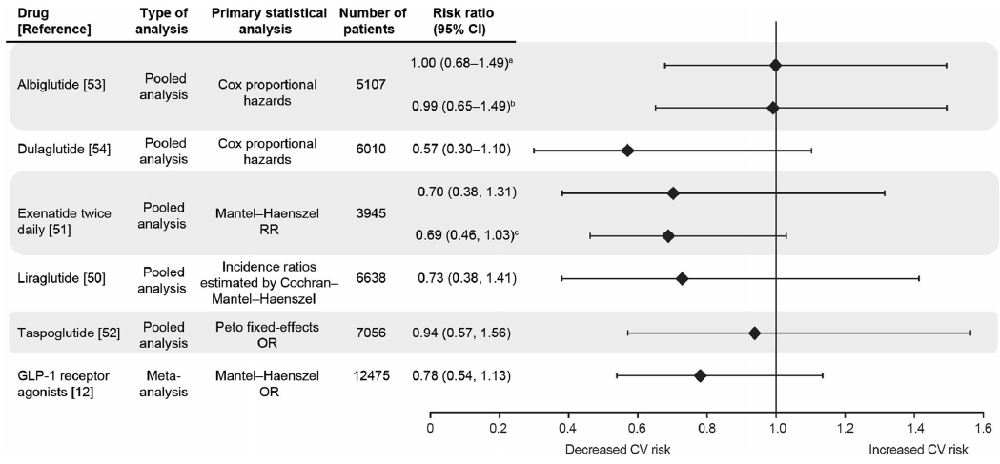 Drug [Reference] Type of analysis Primary statistical analysis Number of patients Risk ratio (95% CI)
1.00 (0.68–1.49)ᵃ
Albiglutide [53] Pooled analysis Cox proportional hazards 5107
0.99 (0.65–1.49)ᵇ
Dulaglutide [54] Pooled analysis Cox proportional hazards 6010 0.57 (0.30–1.10)
0.70 (0.38, 1.31)
Exenatide twice daily [51] Pooled analysis Mantel–Haenszel RR 3945
0.69 (0.46, 1.03)ᶜ
Liraglutide [50] Pooled analysis Incidence ratios estimated by Cochran–Mantel–Haenszel 6638 0.73 (0.38, 1.41)
Taspoglutide [52] Pooled analysis Peto fixed-effects OR 7056 0.94 (0.57, 1.56)
GLP-1 receptor agonists [12] Meta-analysis Mantel–Haenszel OR 12475 0.78 (0.54, 1.13)
0 0.2 0.4 0.6 0.8 1.0 1.2 1.4 1.6
Decreased CV risk Increased CV risk